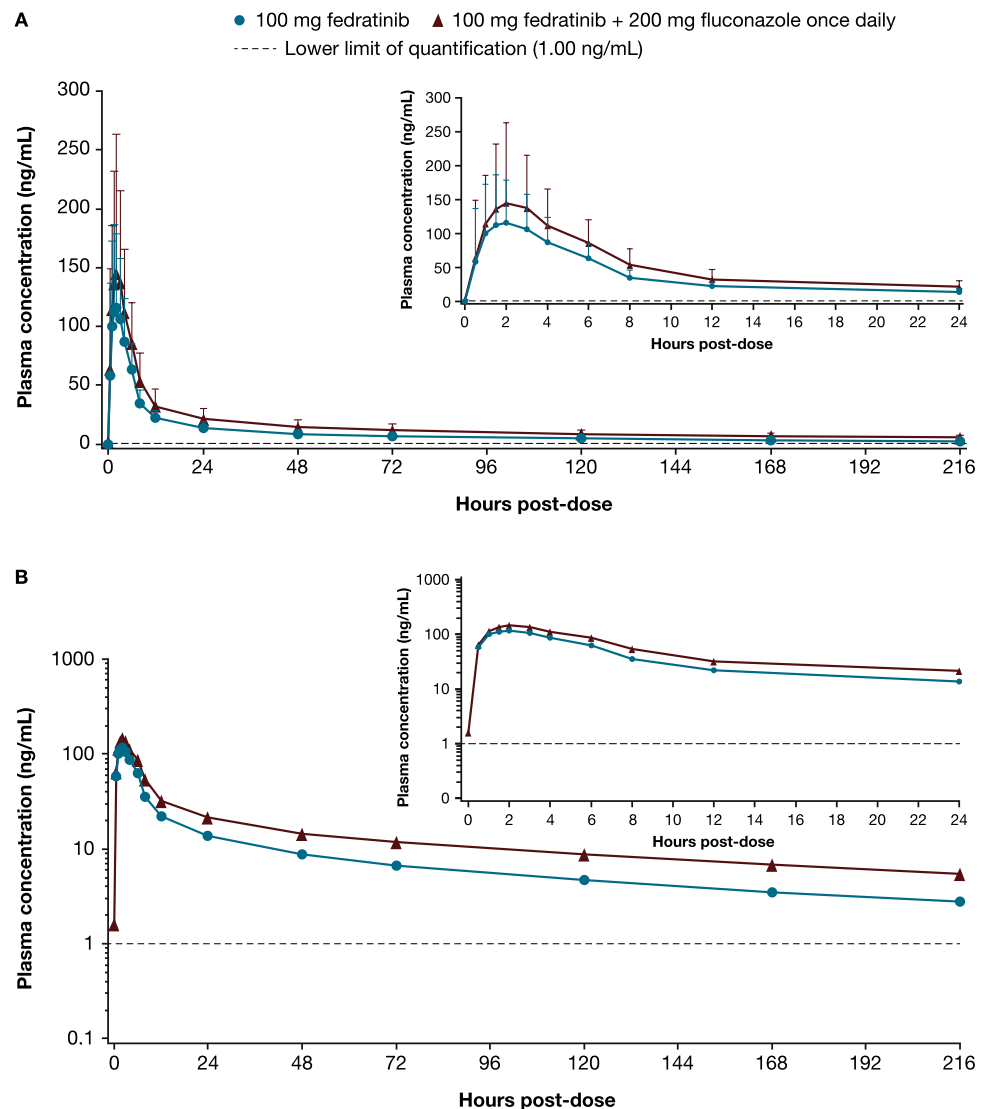 A
100 mg fedratinib
100 mg fedratinib + 200 mg fluconazole once daily
Lower limit of quantification (1.00 ng/mL)
Plasma concentration (ng/mL)
300
250
200
150
100
50
0
0 24 48 72 96 120 144 168 192 216
Hours post-dose
Plasma concentration (ng/mL)
300
250
200
150
100
50
0
0 2 4 6 8 10 12 14 16 18 20 22 24
Hours post-dose
B
Plasma concentration (ng/mL)
1000
100
10
1
0.1
0 24 48 72 96 120 144 168 192 216
Hours post-dose
Plasma concentration (ng/mL)
1000
100
10
1
0
0 2 4 6 8 10 12 14 16 18 20 22 24
Hours post-dose